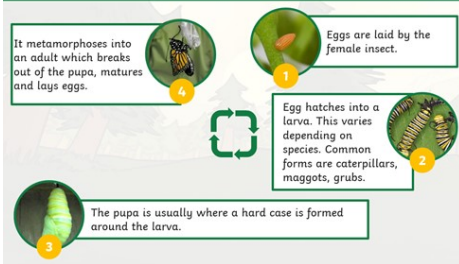 It metamorphoses into
an adult which breaks
out of the pupa, matures
and lays eggs.
4
Eggs are laid by the
female insect.
1
Egg hatches into a
larva. This varies
depending on
species. Common
forms are caterpillars,
maggots, grubs.
2
The pupa is usually where a hard case is formed
around the larva.
3